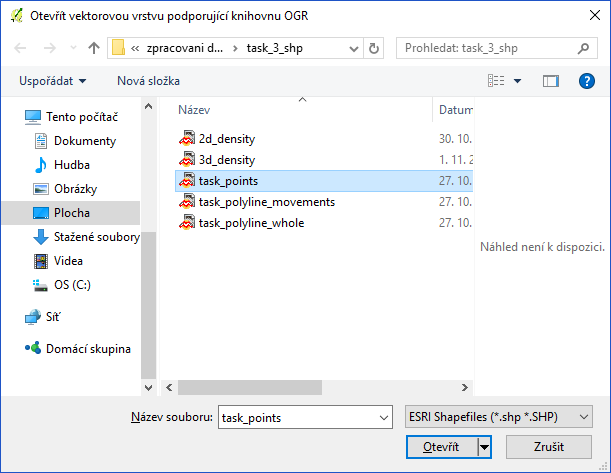 Otevřít vektorovou vrstvu podporující knihovnu OGR
« zpracovani d... › task_3_shp
Prohledat: task_3_shp
Uspořádat
Nová složka
Tento počítač
Dokumenty
Hudba
Obrázky
Plocha
Stažené soubory
Videa
OS (C:)
Síť
Domácí skupina
Název
Datum
2d_density
30. 10.
3d_density
1. 11. 2
task_points
27. 10.
task_polyline_movements
27. 10.
task_polyline_whole
27. 10.
Náhled není k dispozici.
Název souboru:
task_points
ESRI Shapefiles (*.shp *.SHP)
Otevřít
Zrušit